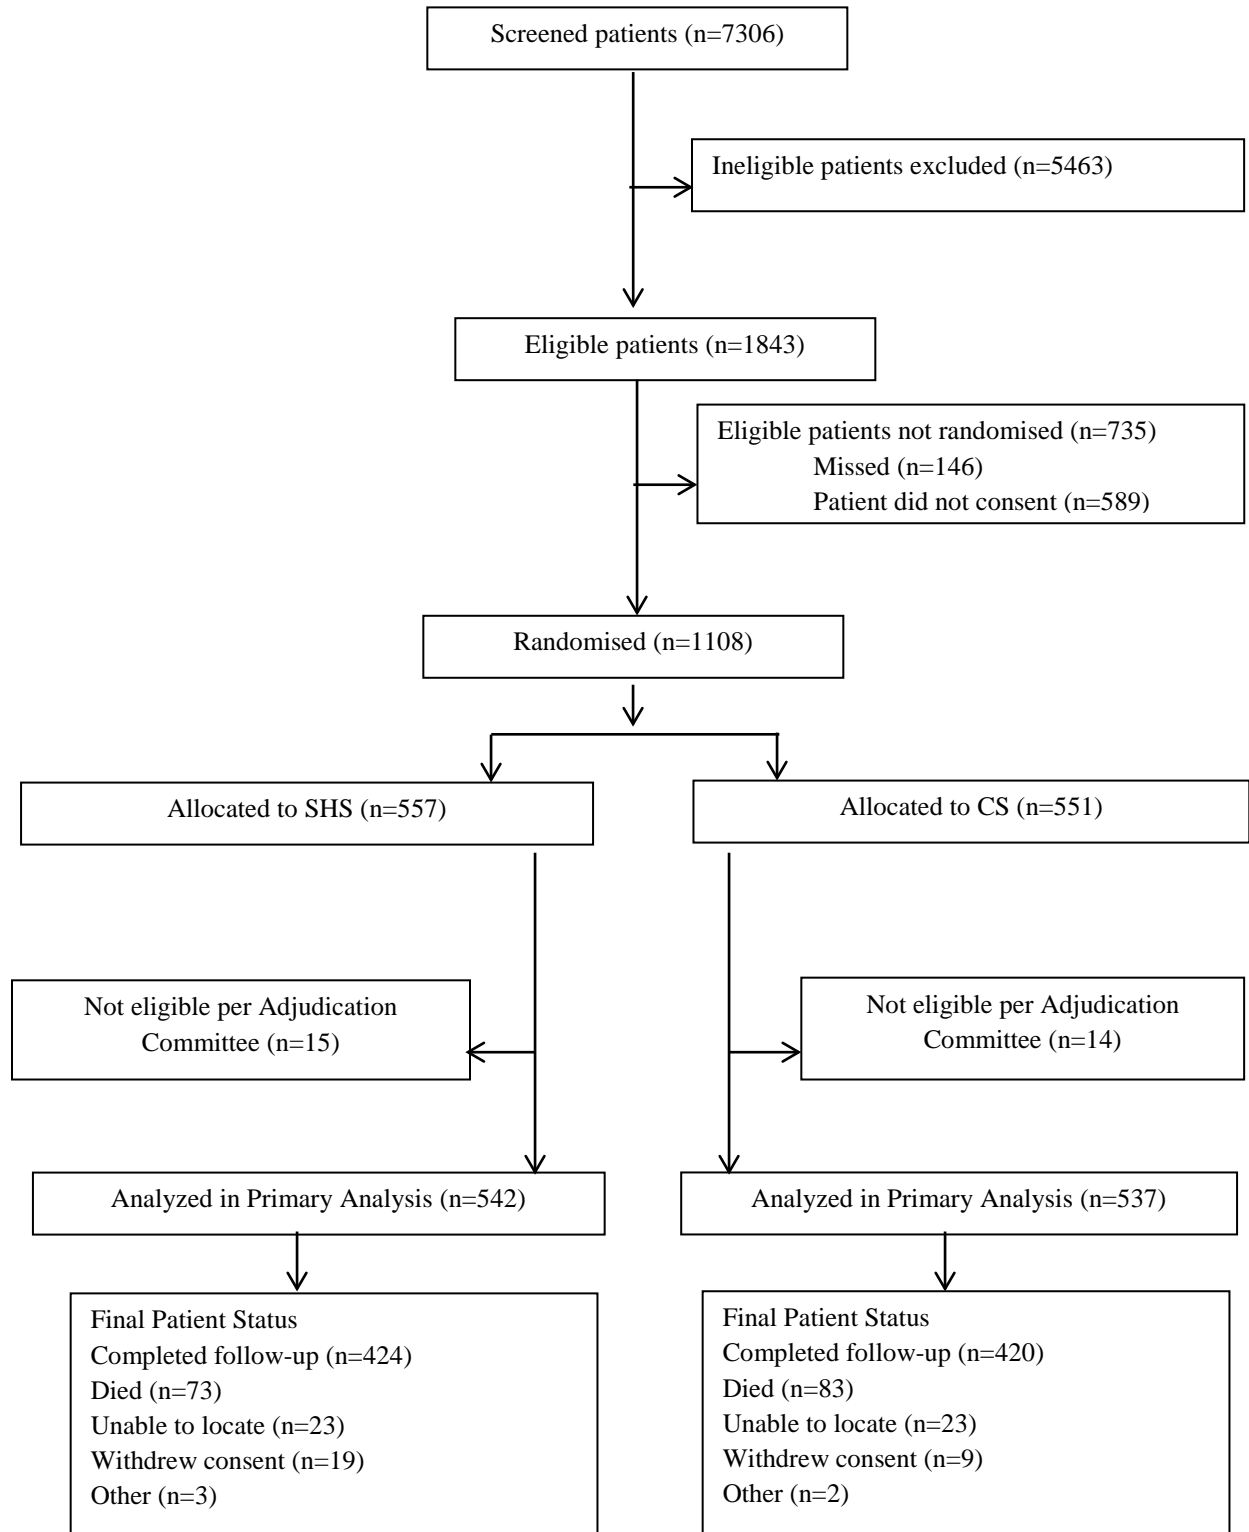 Screened patients (n=7306)
Ineligible patients excluded (n=5463)
Eligible patients (n=1843)
Eligible patients not randomised (n=735)
Missed (n=146)
Patient did not consent (n=589)
Randomised (n=1108)
Allocated to SHS (n=557)
Allocated to CS (n=551)
Not eligible per Adjudication
Committee (n=15)
Not eligible per Adjudication
Committee (n=14)
Analyzed in Primary Analysis (n=542)
Analyzed in Primary Analysis (n=537)
Final Patient Status
Completed follow-up (n=424)
Died (n=73)
Unable to locate (n=23)
Withdrew consent (n=19)
Other (n=3)
Final Patient Status
Completed follow-up (n=420)
Died (n=83)
Unable to locate (n=23)
Withdrew consent (n=9)
Other (n=2)